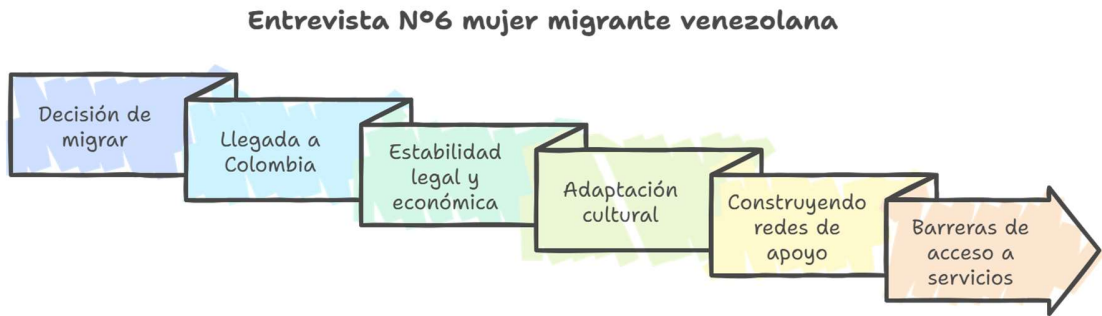 Entrevista Nº6 mujer migrante venezolana
Decisión de
migrar
Llegada a
Colombia
Estabilidad
legal y
económica
Adaptación
cultural
Construyendo
redes de
apoyo
Barreras de
acceso a
servicios